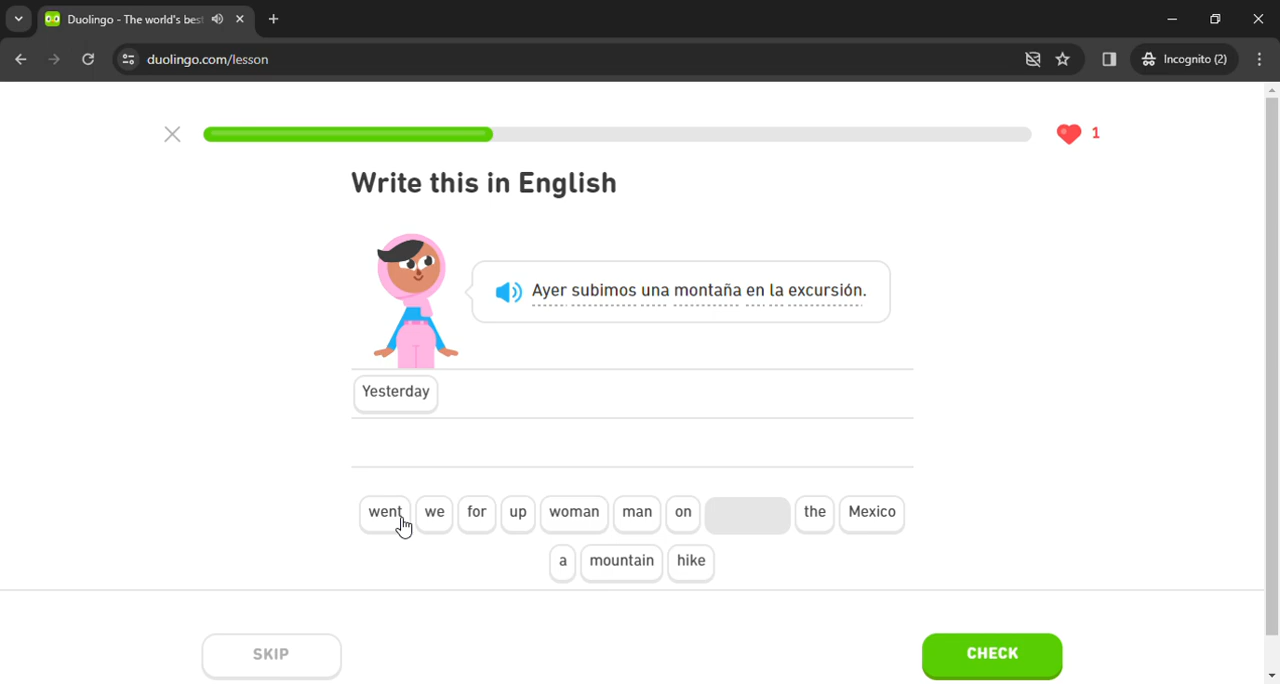 Duolingo - The world's best
duolingo.com/lesson
Incognito (2)
1
Write this in English
Ayer subimos una montaña en la excursión.
Yesterday
went we for up woman man on the Mexico
a mountain hike
SKIP
CHECK